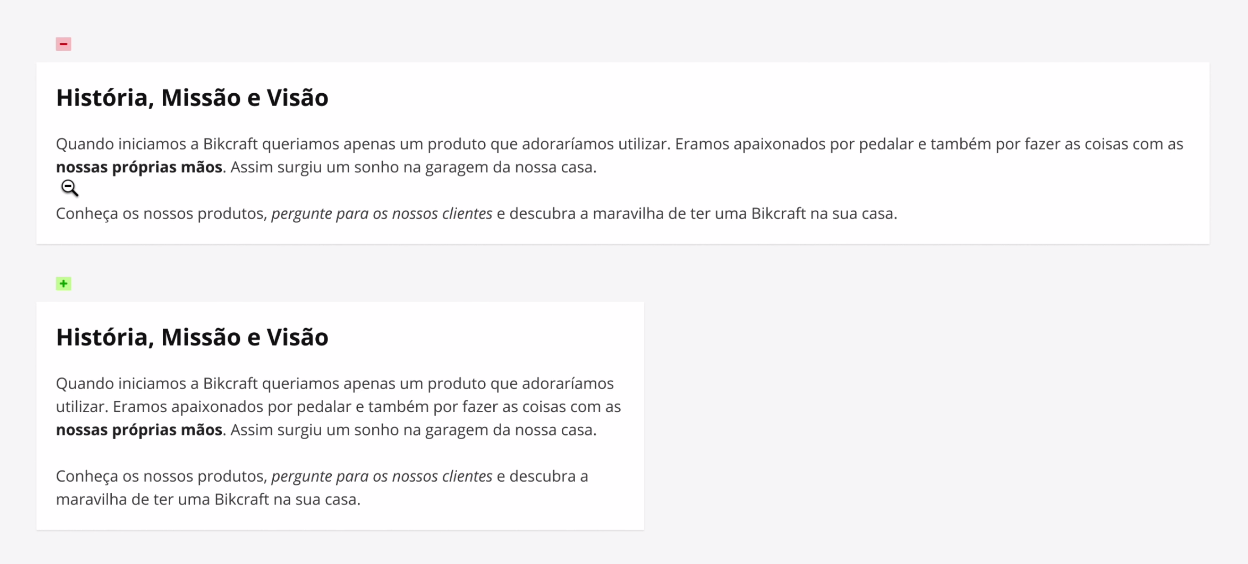 -
História, Missão e Visão
Quando iniciamos a Bikcraft queriamos apenas um produto que adoraríamos utilizar. Eramos apaixonados por pedalar e também por fazer as coisas com as
nossas próprias mãos. Assim surgiu um sonho na garagem da nossa casa.
Conheça os nossos produtos, pergunte para os nossos clientes e descubra a maravilha de ter uma Bikcraft na sua casa.
+
História, Missão e Visão
Quando iniciamos a Bikcraft queriamos apenas um produto que adoraríamos
utilizar. Eramos apaixonados por pedalar e também por fazer as coisas com as
nossas próprias mãos. Assim surgiu um sonho na garagem da nossa casa.
Conheça os nossos produtos, pergunte para os nossos clientes e descubra a
maravilha de ter uma Bikcraft na sua casa.